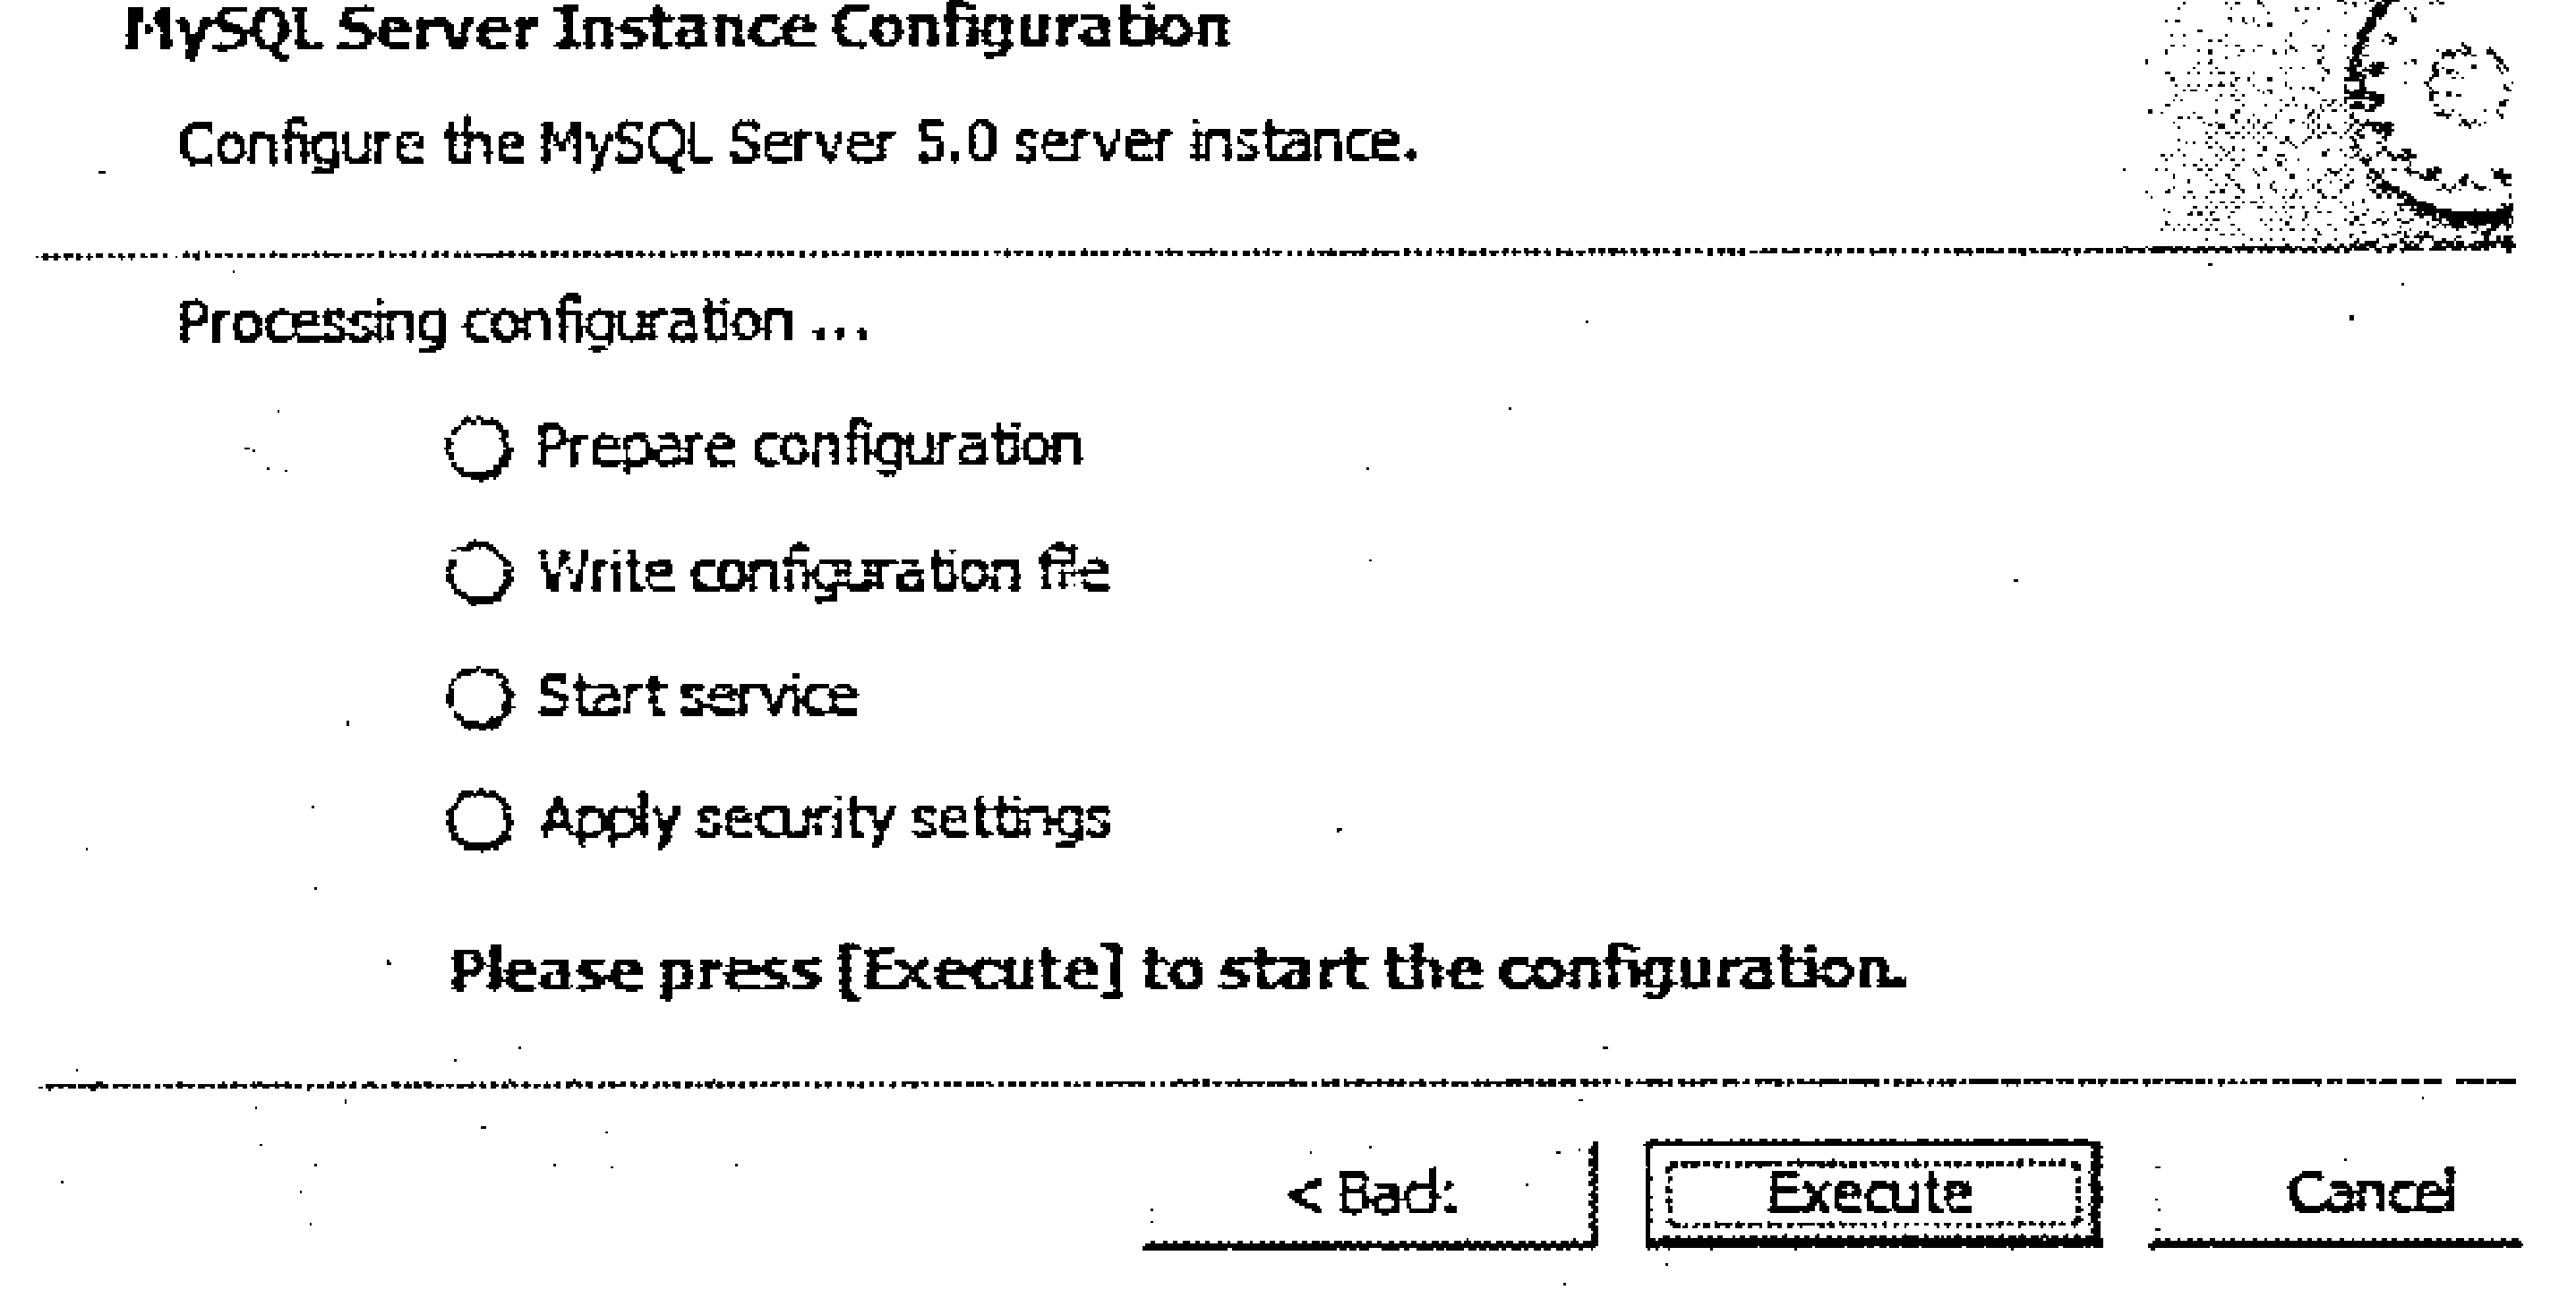 MySQL Server Instance Configuration
Configure the MySQL Server 5.0 server instance.
Processing configuration ...
Prepare configuration
Write configuration file
Start service
Apply security settings
Please press [Execute] to start the configuration.
< Back Execute Cancel